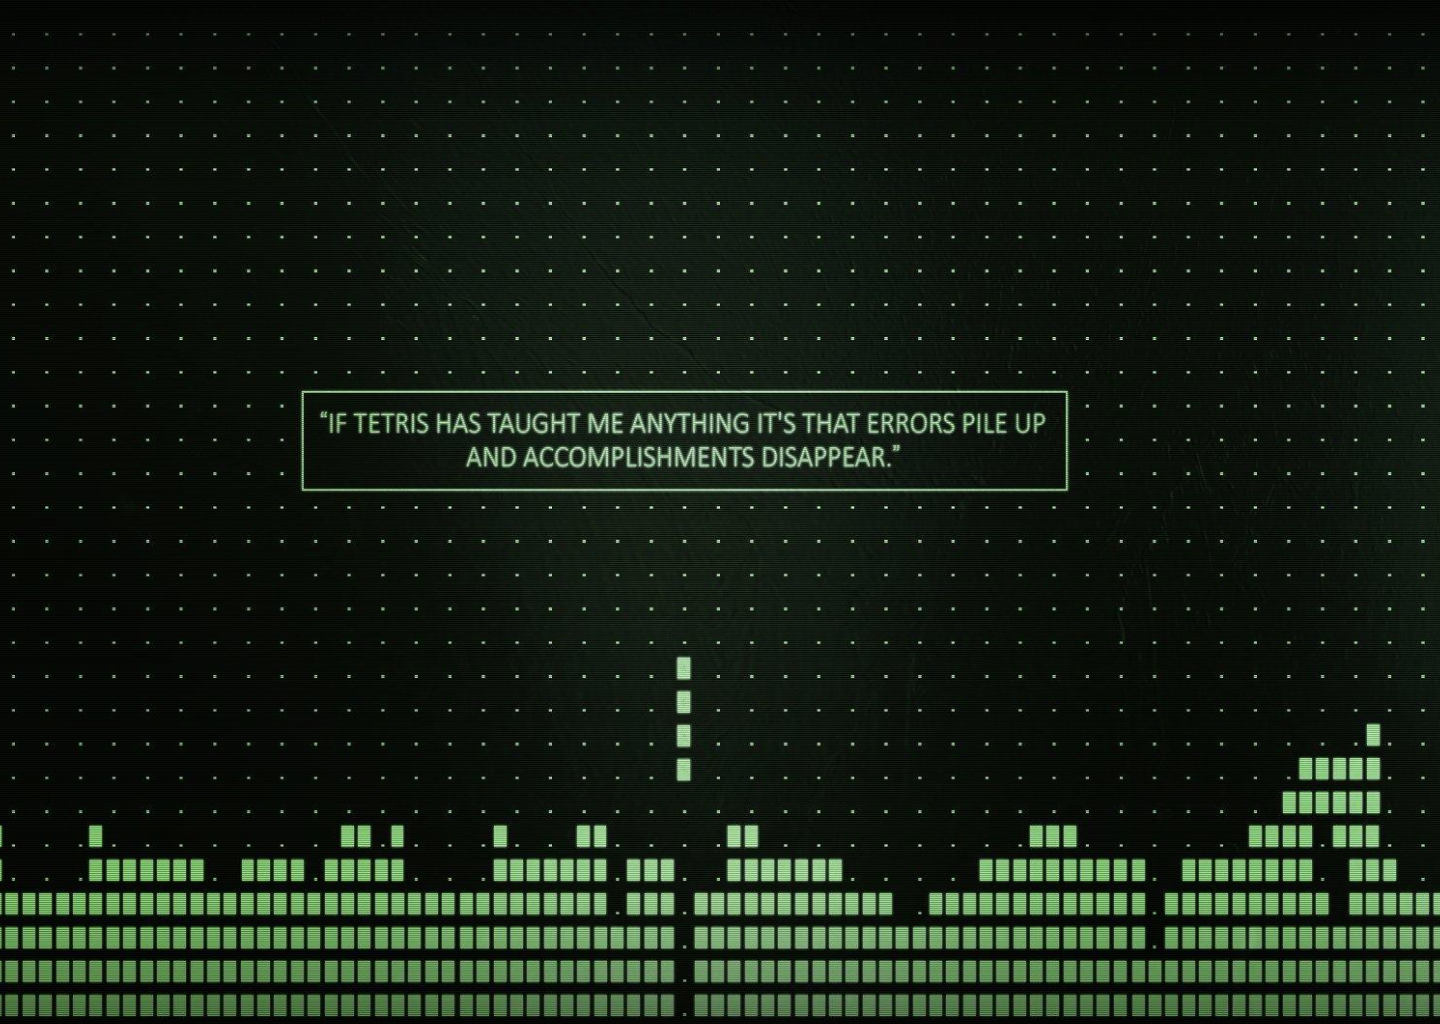 “IF TETRIS HAS TAUGHT ME ANYTHING IT'S THAT ERRORS PILE UP
AND ACCOMPLISHMENTS DISAPPEAR.”